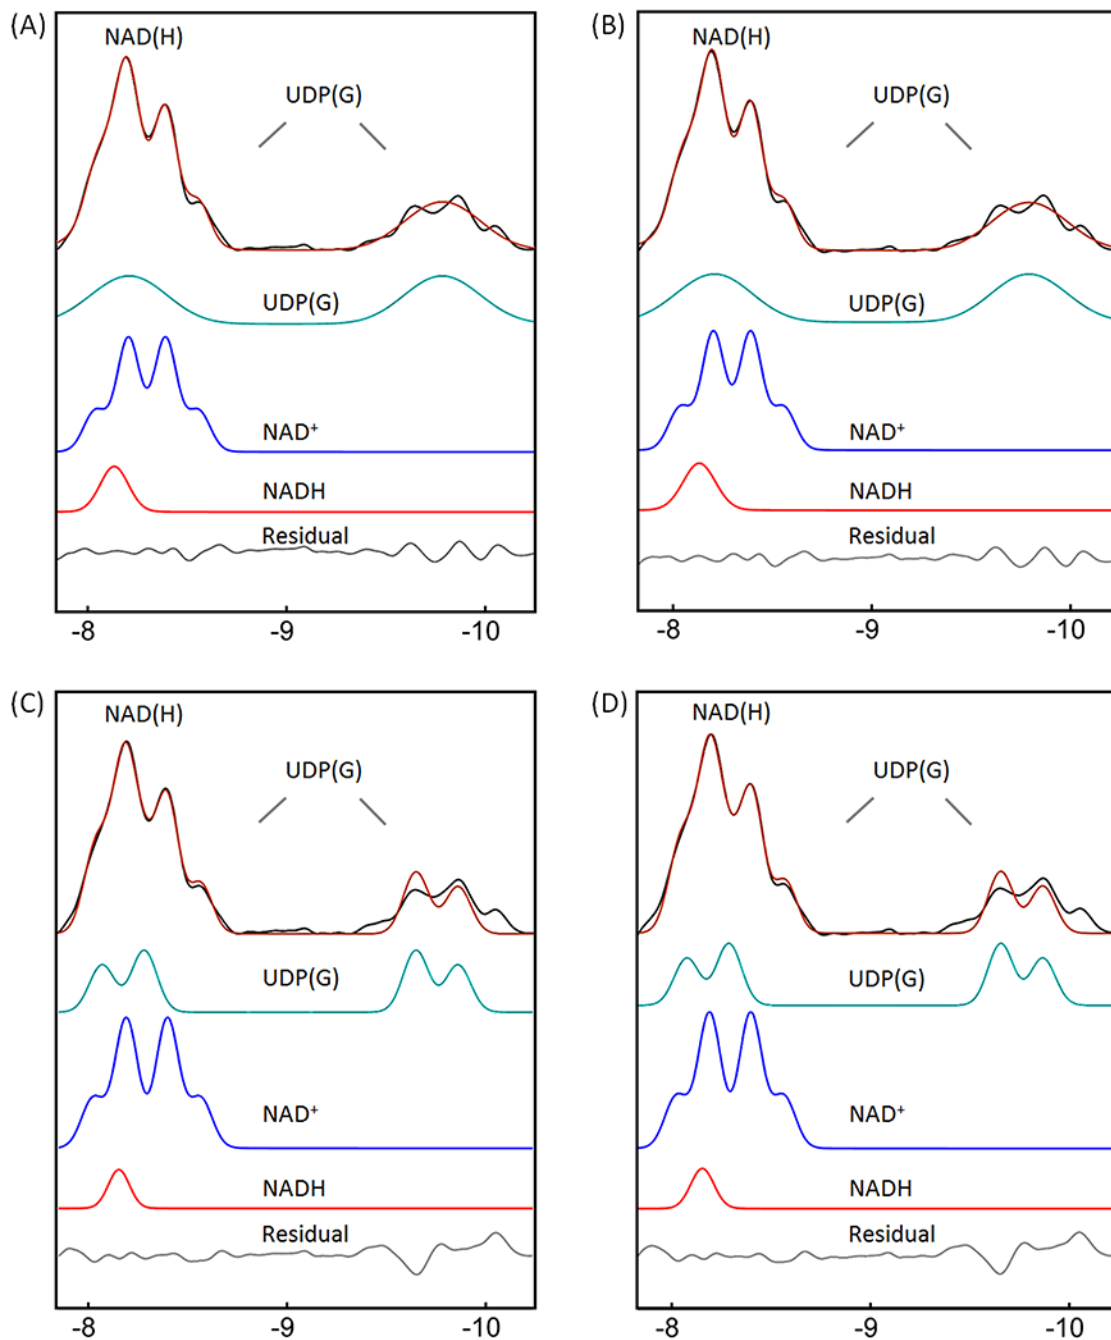 (A)
NAD(H)
UDP(G)
UDP(G)
NAD⁺
NADH
Residual
-8 -9 -10
(B)
NAD(H)
UDP(G)
UDP(G)
NAD⁺
NADH
Residual
-8 -9 -10
(C)
NAD(H)
UDP(G)
UDP(G)
NAD⁺
NADH
Residual
-8 -9 -10
(D)
NAD(H)
UDP(G)
UDP(G)
NAD⁺
NADH
Residual
-8 -9 -10